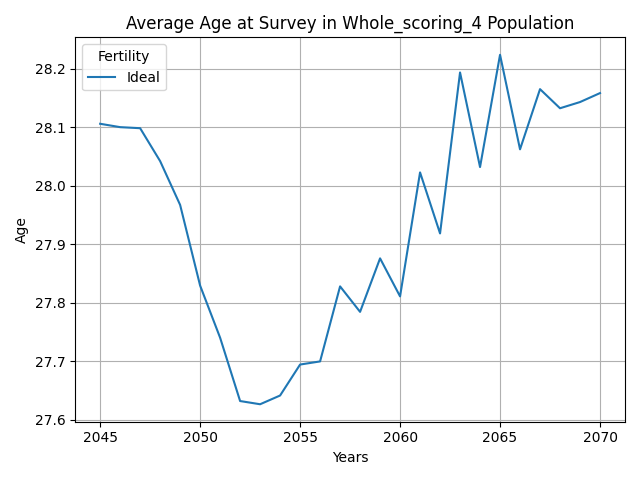 Average Age at Survey in Whole_scoring_4 Population
Fertility
Ideal
28.2
28.1
28.0
27.9
27.8
27.7
27.6
Age
2045 2050 2055 2060 2065 2070
Years